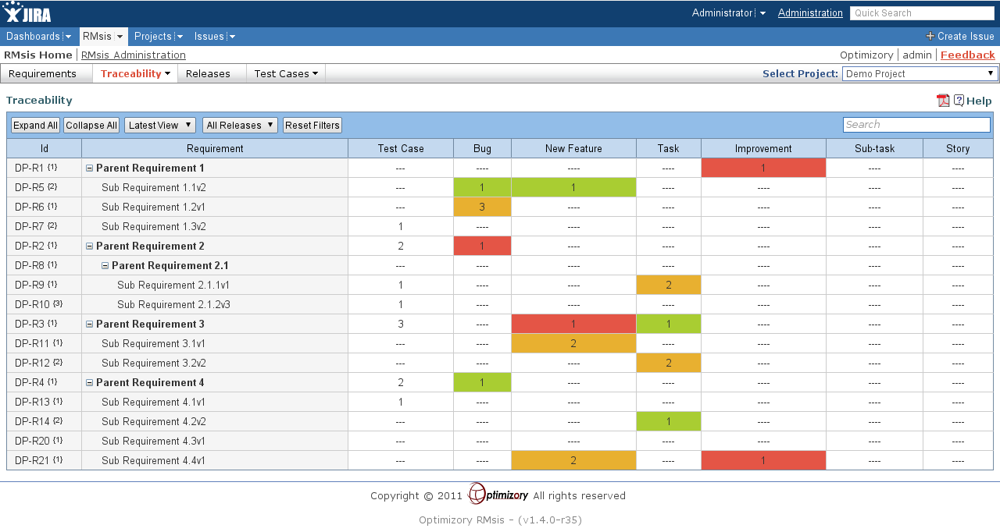 JIRA Administrator Administration Quick Search
Dashboards RMsis Projects Issues Create Issue
RMsis Home RMsis Administration Optimizory admin Feedback
Requirements Traceability Releases Test Cases Select Project: Demo Project
Traceability Help
Expand All Collapse All Latest View All Releases Reset Filters Search
Id Requirement Test Case Bug New Feature Task Improvement Sub-task Story
DP-R1 {1} Parent Requirement 1 --- ---- ---- ---- 1 ---- ----
DP-R5 {2} Sub Requirement 1.1v2 --- 1 1 ---- ---- ---- ----
DP-R6 {1} Sub Requirement 1.2v1 --- 3 ---- ---- ---- ---- ----
DP-R7 {2} Sub Requirement 1.3v2 1 ---- ---- ---- ---- ---- ----
DP-R2 {1} Parent Requirement 2 2 1 ---- ---- ---- ---- ----
DP-R8 {1} Parent Requirement 2.1 --- ---- ---- ---- ---- ---- ----
DP-R9 {1} Sub Requirement 2.1.1v1 1 ---- ---- 2 ---- ---- ----
DP-R10 {3} Sub Requirement 2.1.2v3 1 ---- ---- ---- ---- ---- ----
DP-R3 {1} Parent Requirement 3 3 ---- 1 1 ---- ---- ----
DP-R11 {1} Sub Requirement 3.1v1 --- ---- 2 ---- ---- ---- ----
DP-R12 {2} Sub Requirement 3.2v2 --- ---- ---- 2 ---- ---- ----
DP-R4 {1} Parent Requirement 4 2 1 ---- ---- ---- ---- ----
DP-R13 {1} Sub Requirement 4.1v1 1 ---- ---- ---- ---- ---- ----
DP-R14 {2} Sub Requirement 4.2v2 --- ---- ---- 1 ---- ---- ----
DP-R20 {1} Sub Requirement 4.3v1 --- ---- ---- ---- ---- ---- ----
DP-R21 {1} Sub Requirement 4.4v1 --- ---- 2 ---- 1 ---- ----
Copyright © 2011 Optimizory All rights reserved
Optimizory RMsis - (v1.4.0-r35)